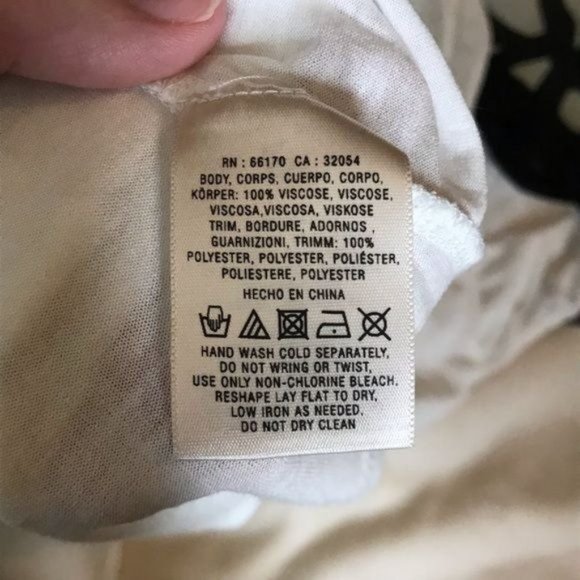 RN : 66170 CA : 32054
BODY, CORPS, CUERPO, CORPO,
KÖRPER: 100% VISCOSE, VISCOSE,
VISCOSA,VISCOSA, VISKOSE
TRIM, BORDURE, ADORNOS ,
GUARNIZIONI, TRIMM: 100%
POLYESTER, POLYESTER, POLIÉSTER,
POLIESTERE, POLYESTER
HECHO EN CHINA
HAND WASH COLD SEPARATELY,
DO NOT WRING OR TWIST,
USE ONLY NON-CHLORINE BLEACH.
RESHAPE LAY FLAT TO DRY,
LOW IRON AS NEEDED.
DO NOT DRY CLEAN